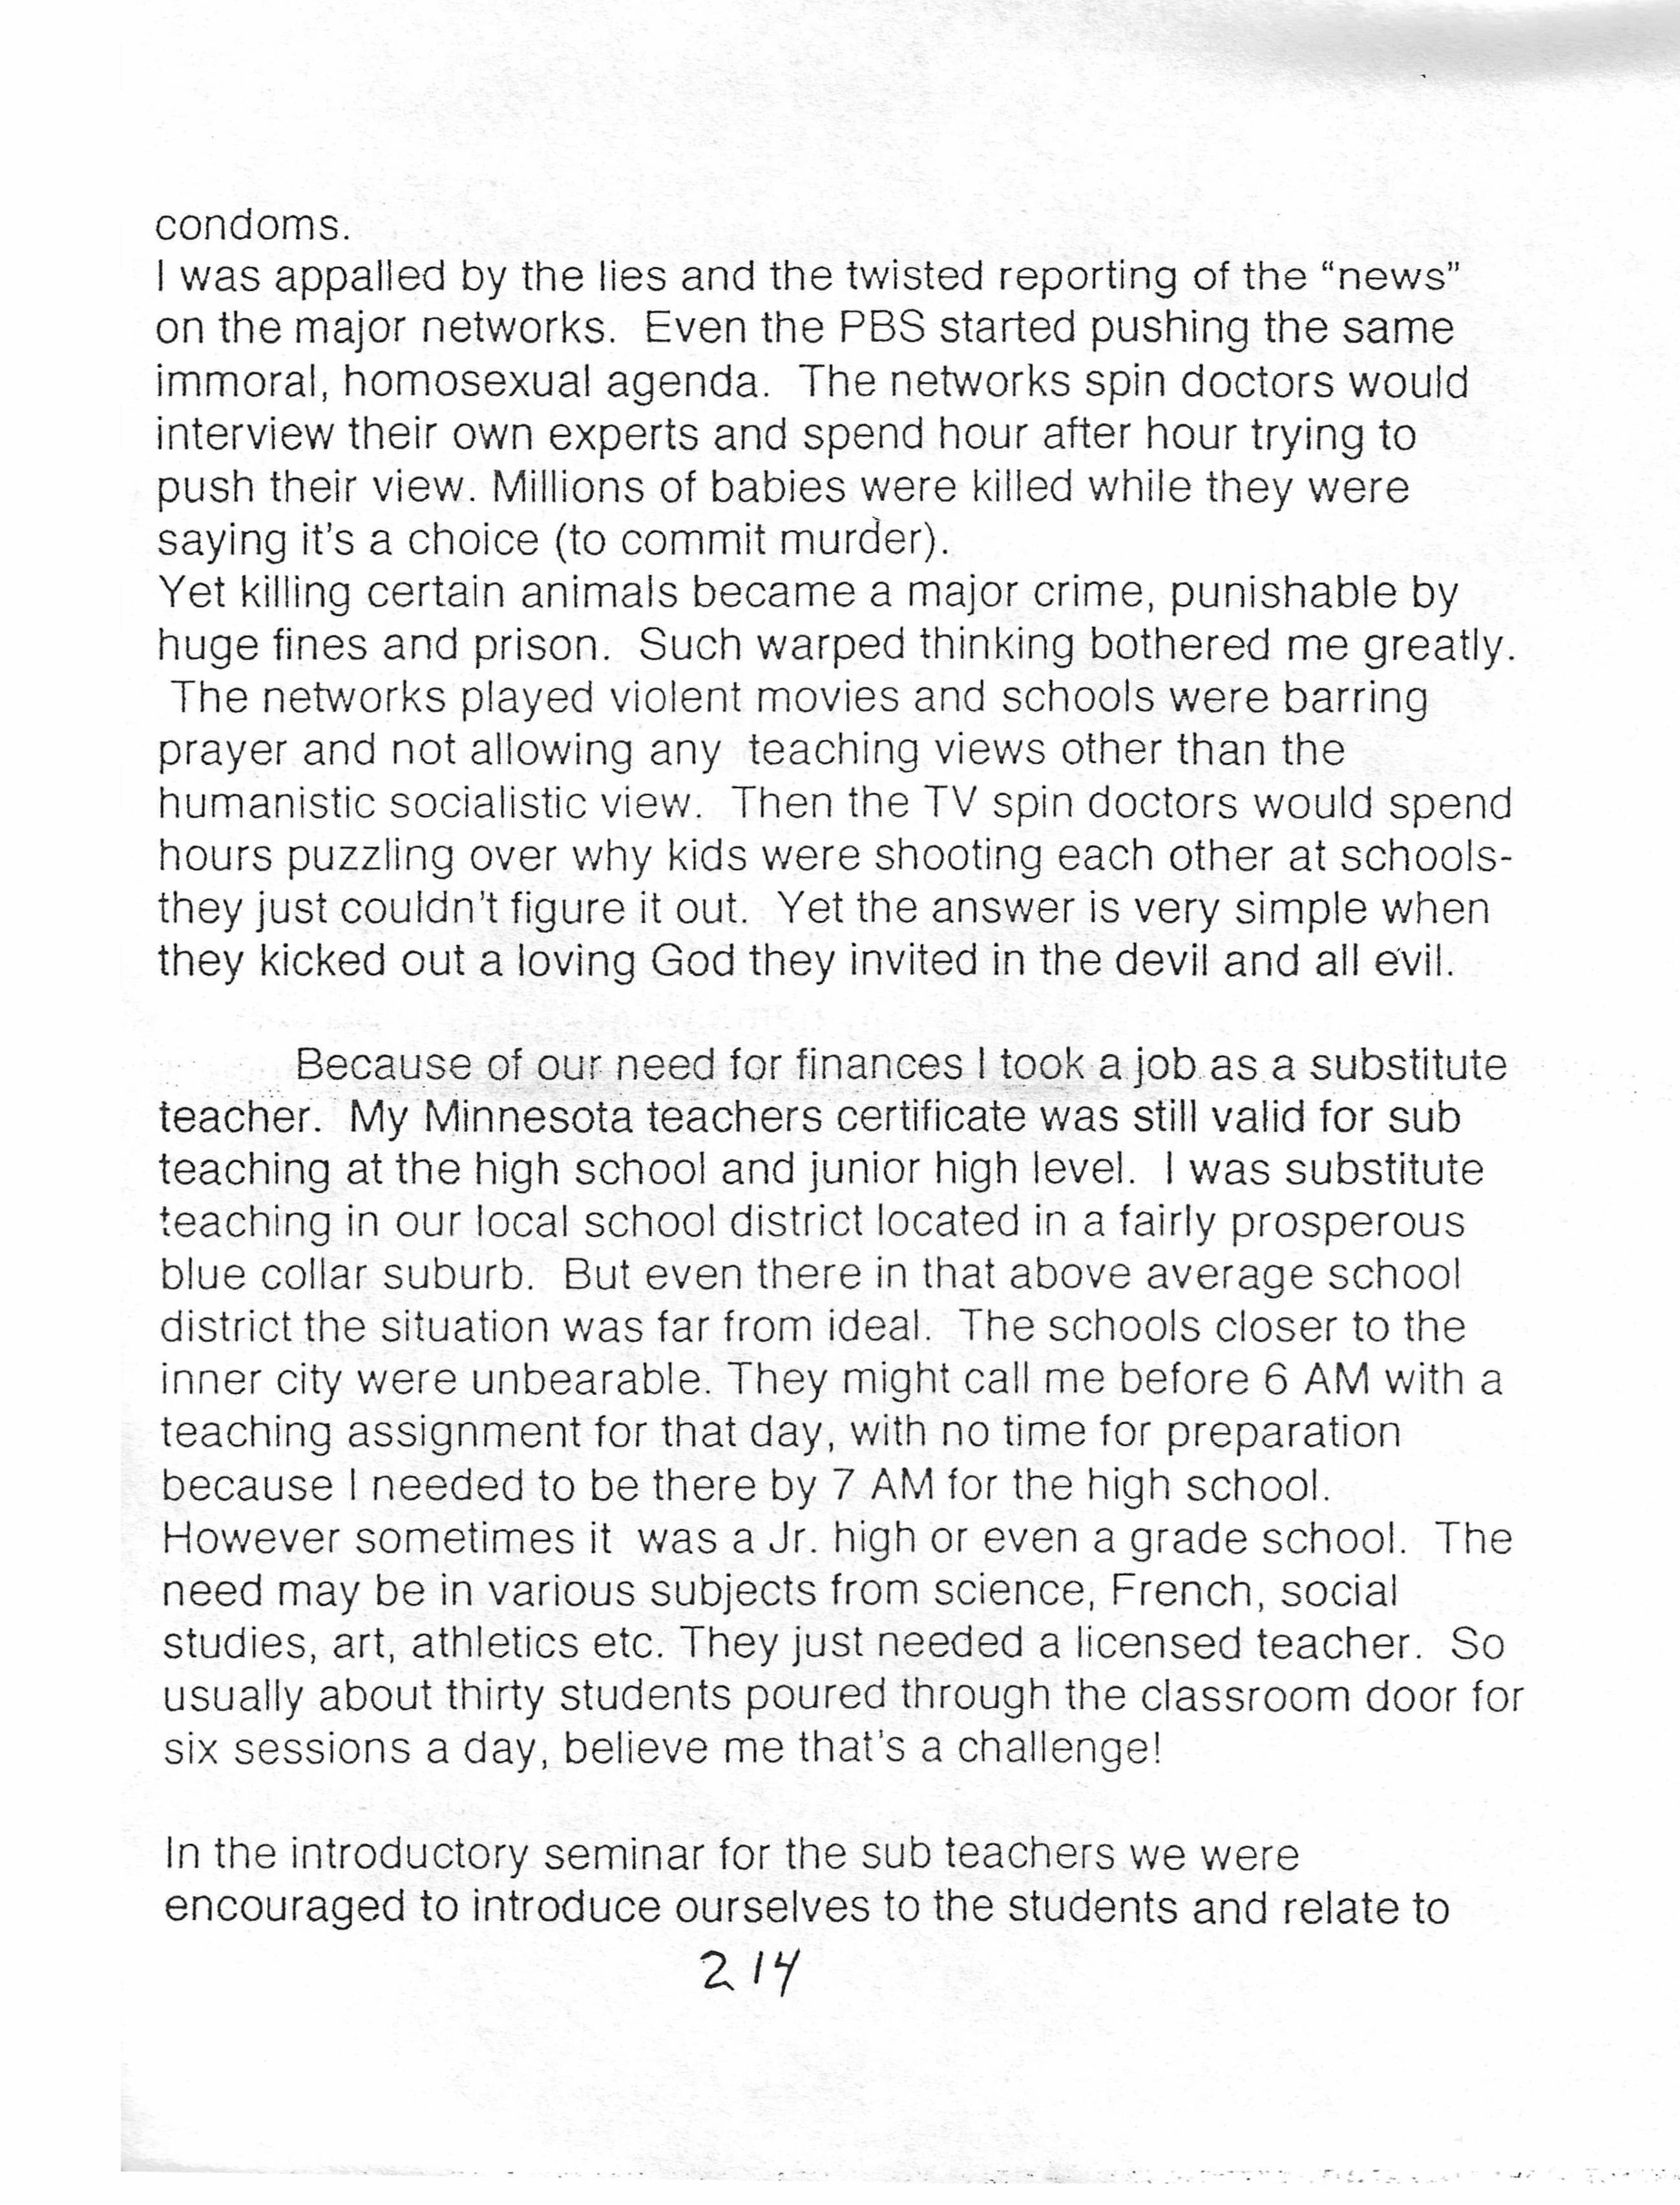 condoms.
I was appalled by the lies and the twisted reporting of the “news”
on the major networks.  Even the PBS started pushing the same
immoral, homosexual agenda.  The networks spin doctors would
interview their own experts and spend hour after hour trying to
push their view. Millions of babies were killed while they were
saying it's a choice (to commit murder).
Yet killing certain animals became a major crime, punishable by
huge fines and prison.  Such warped thinking bothered me greatly.
The networks played violent movies and schools were barring
prayer and not allowing any  teaching views other than the
humanistic socialistic view.  Then the TV spin doctors would spend
hours puzzling over why kids were shooting each other at schools-
they just couldn't figure it out.  Yet the answer is very simple when
they kicked out a loving God they invited in the devil and all evil.
Because of our need for finances I took a job as a substitute
teacher.  My Minnesota teachers certificate was still valid for sub
teaching at the high school and junior high level.  I was substitute
teaching in our local school district located in a fairly prosperous
blue collar suburb.  But even there in that above average school
district the situation was far from ideal.  The schools closer to the
inner city were unbearable. They might call me before 6 AM with a
teaching assignment for that day, with no time for preparation
because I needed to be there by 7 AM for the high school.
However sometimes it  was a Jr. high or even a grade school.  The
need may be in various subjects from science, French, social
studies, art, athletics etc. They just needed a licensed teacher.  So
usually about thirty students poured through the classroom door for
six sessions a day, believe me that's a challenge!
In the introductory seminar for the sub teachers we were
encouraged to introduce ourselves to the students and relate to
214